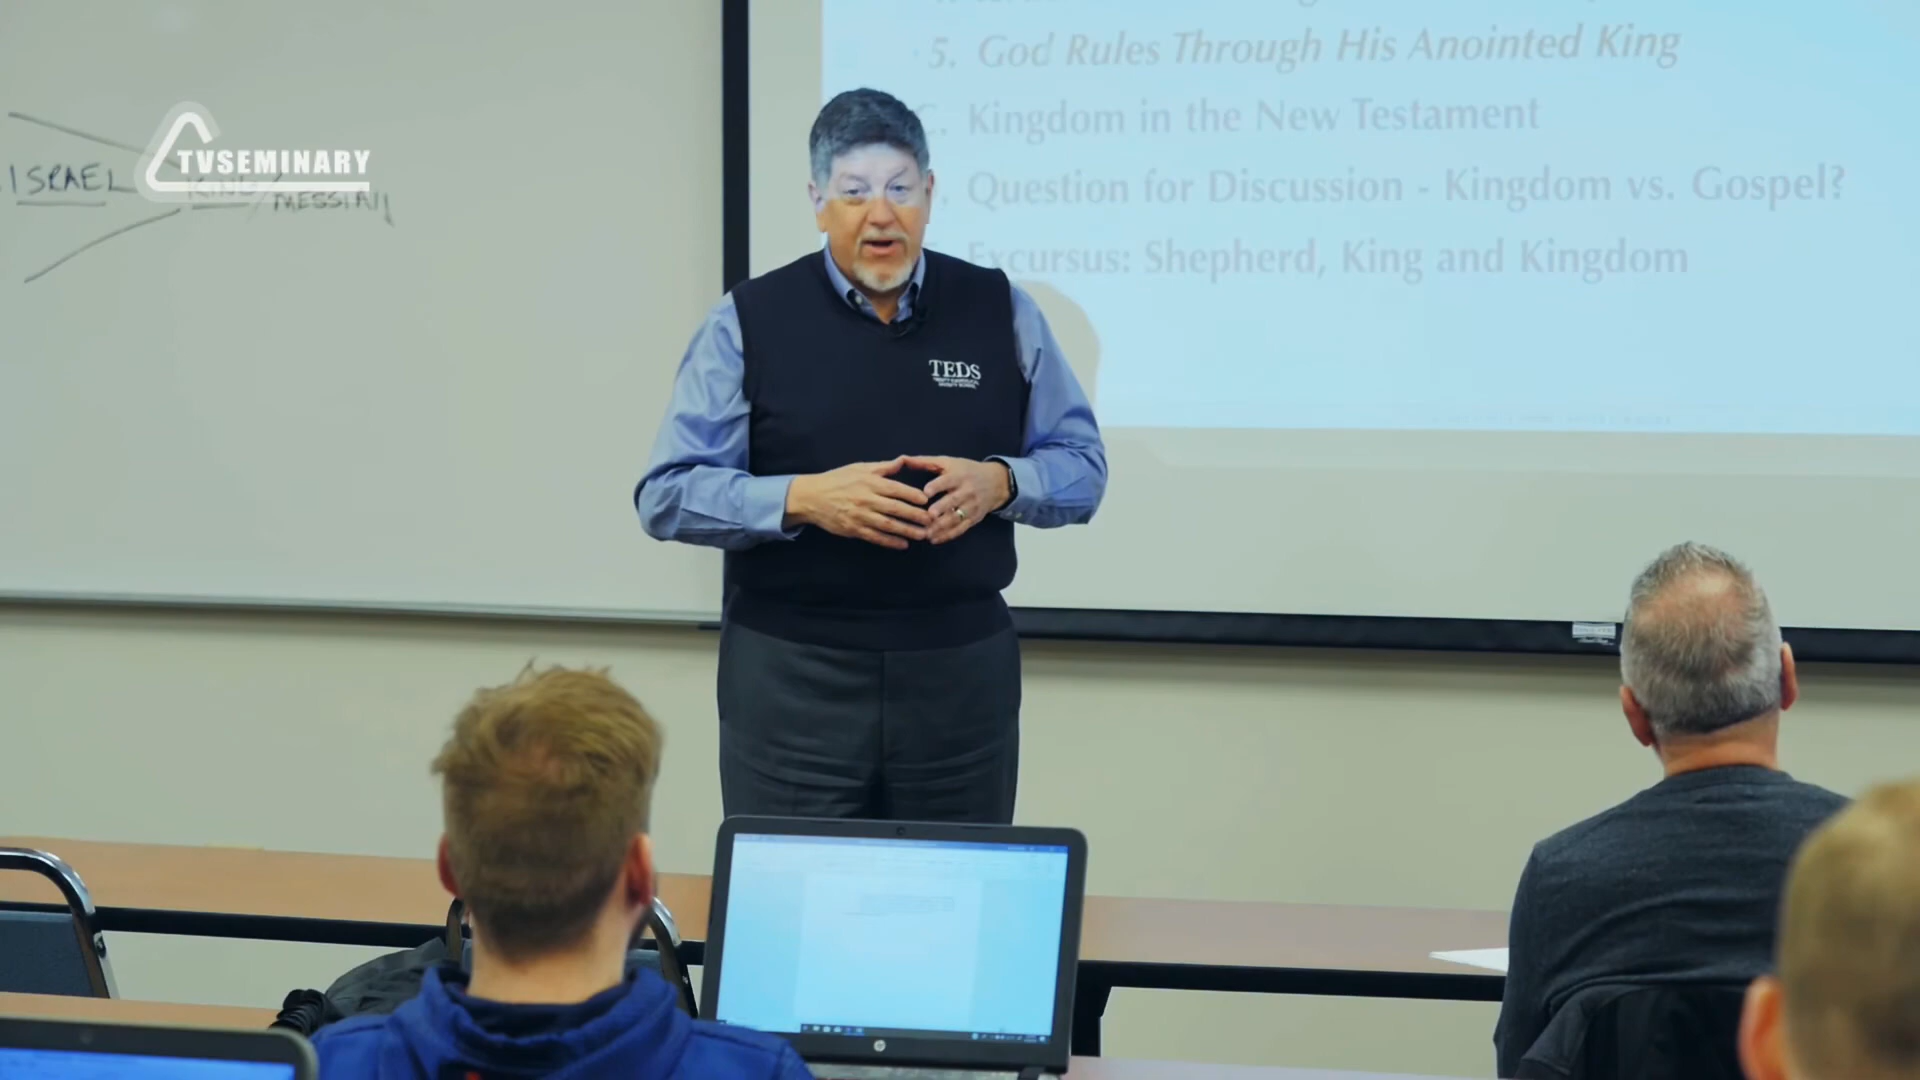 5. God Rules Through His Anointed King
C. Kingdom in the New Testament
Question for Discussion - Kingdom vs. Gospel?
Excursus: Shepherd, King and Kingdom
TVSEMINARY
ISRAEL
KING / MESSIAH
TEDS